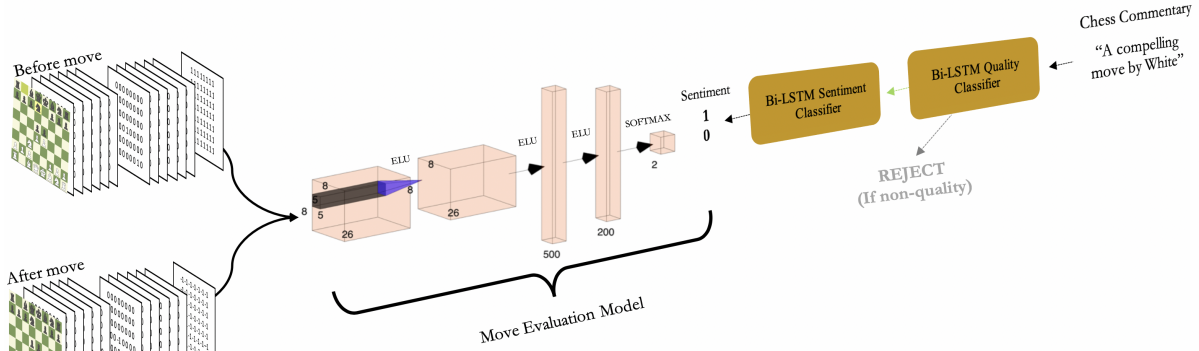 Before move
After move
ELU
8
8
5
5
26
8
8
26
ELU
500
ELU
200
SOFTMAX
2
Move Evaluation Model
Sentiment
1
0
Bi-LSTM Sentiment
Classifier
Bi-LSTM Quality
Classifier
REJECT
(If non-quality)
Chess Commentary
“A compelling
move by White”